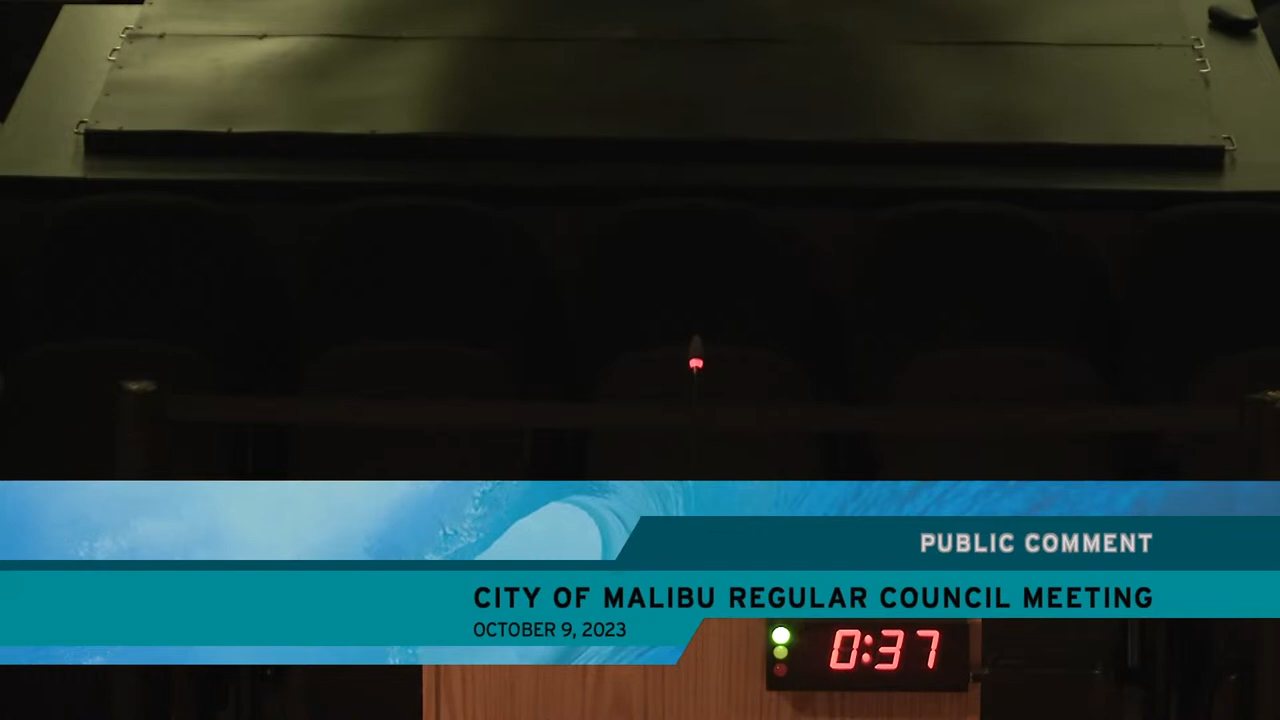 PUBLIC COMMENT
CITY OF MALIBU REGULAR COUNCIL MEETING
OCTOBER 9, 2023
0:37